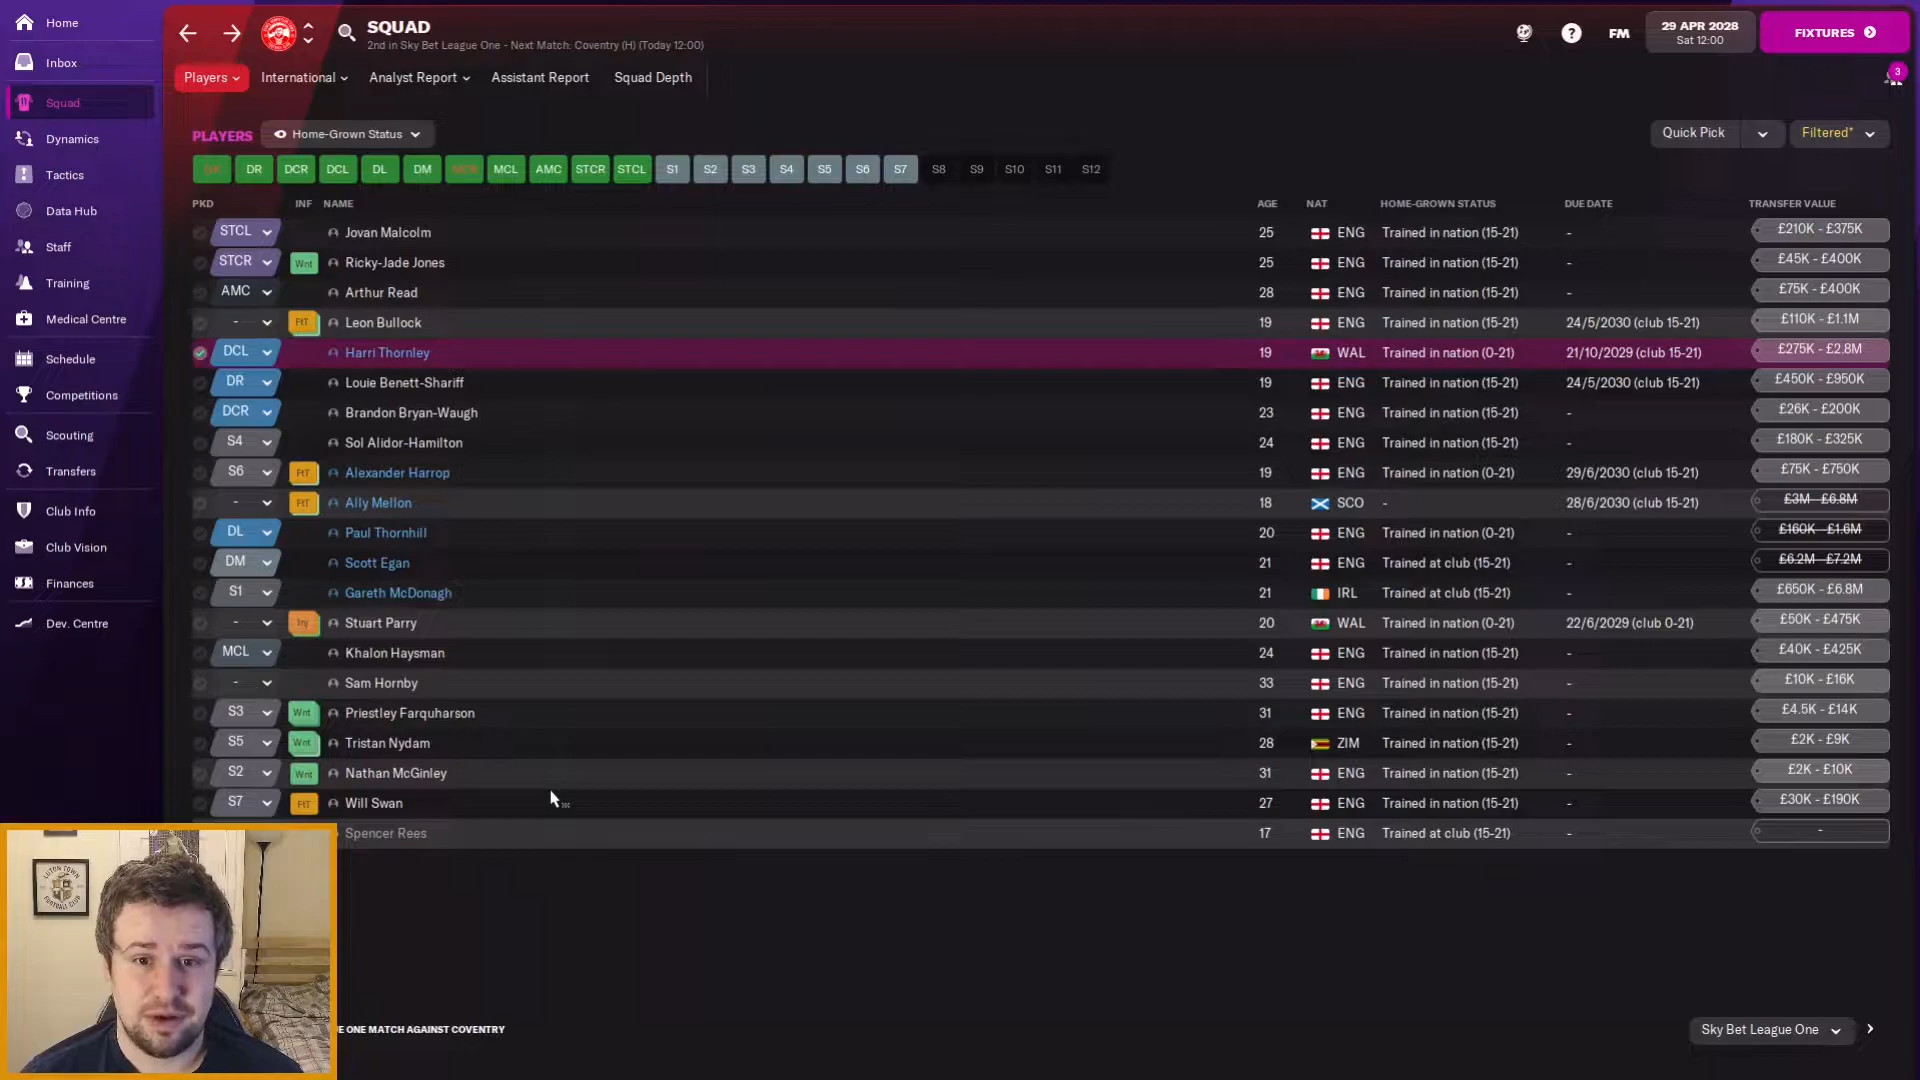 Home
Inbox
Squad
Dynamics
Tactics
Data Hub
Staff
Training
Medical Centre
Schedule
Competitions
Scouting
Transfers
Club Info
Club Vision
Finances
Dev. Centre
SQUAD
2nd in Sky Bet League One - Next Match: Coventry (H) (Today 12:00)
FM
29 APR 2028
Sat 12:00
FIXTURES
3
Players International Analyst Report Assistant Report Squad Depth
PLAYERS Home-Grown Status Quick Pick Filtered*
DR DCR DCL DL DM MCL AMC STCR STCL S1 S2 S3 S4 S5 S6 S7 S8 S9 S10 S11 S12
PKD INF NAME AGE NAT HOME-GROWN STATUS DUE DATE TRANSFER VALUE
STCL Jovan Malcolm 25 ENG Trained in nation (15-21) - £210K - £375K
STCR Wnt Ricky-Jade Jones 25 ENG Trained in nation (15-21) - £45K - £400K
AMC Arthur Read 28 ENG Trained in nation (15-21) - £75K - £400K
- FtT Leon Bullock 19 ENG Trained in nation (15-21) 24/5/2030 (club 15-21) £110K - £1.1M
DCL Harri Thornley 19 WAL Trained in nation (0-21) 21/10/2029 (club 15-21) £275K - £2.8M
DR Louie Benett-Shariff 19 ENG Trained in nation (15-21) 24/5/2030 (club 15-21) £450K - £950K
DCR Brandon Bryan-Waugh 23 ENG Trained in nation (15-21) - £26K - £200K
S4 Sol Alidor-Hamilton 24 ENG Trained in nation (15-21) - £180K - £325K
S6 FtT Alexander Harrop 19 ENG Trained in nation (0-21) 29/6/2030 (club 15-21) £75K - £750K
- FtT Ally Mellon 18 SCO - 28/6/2030 (club 15-21) £3M - £6.8M
DL Paul Thornhill 20 ENG Trained in nation (0-21) - £160K - £1.6M
DM Scott Egan 21 ENG Trained at club (15-21) - £6.2M - £7.2M
S1 Gareth McDonagh 21 IRL Trained at club (15-21) - £650K - £6.8M
- Inj Stuart Parry 20 WAL Trained in nation (0-21) 22/6/2029 (club 0-21) £50K - £475K
MCL Khalon Haysman 24 ENG Trained in nation (15-21) - £40K - £425K
- Sam Hornby 33 ENG Trained in nation (15-21) - £10K - £16K
S3 Wnt Priestley Farquharson 31 ENG Trained in nation (15-21) - £4.5K - £14K
S5 Wnt Tristan Nydam 28 ZIM Trained in nation (15-21) - £2K - £9K
S2 Wnt Nathan McGinley 31 ENG Trained in nation (15-21) - £2K - £10K
S7 FtT Will Swan 27 ENG Trained in nation (15-21) - £30K - £190K
Spencer Rees 17 ENG Trained at club (15-21) - -
LUTON TOWN
FOOTBALL CLUB
E ONE MATCH AGAINST COVENTRY
Sky Bet League One